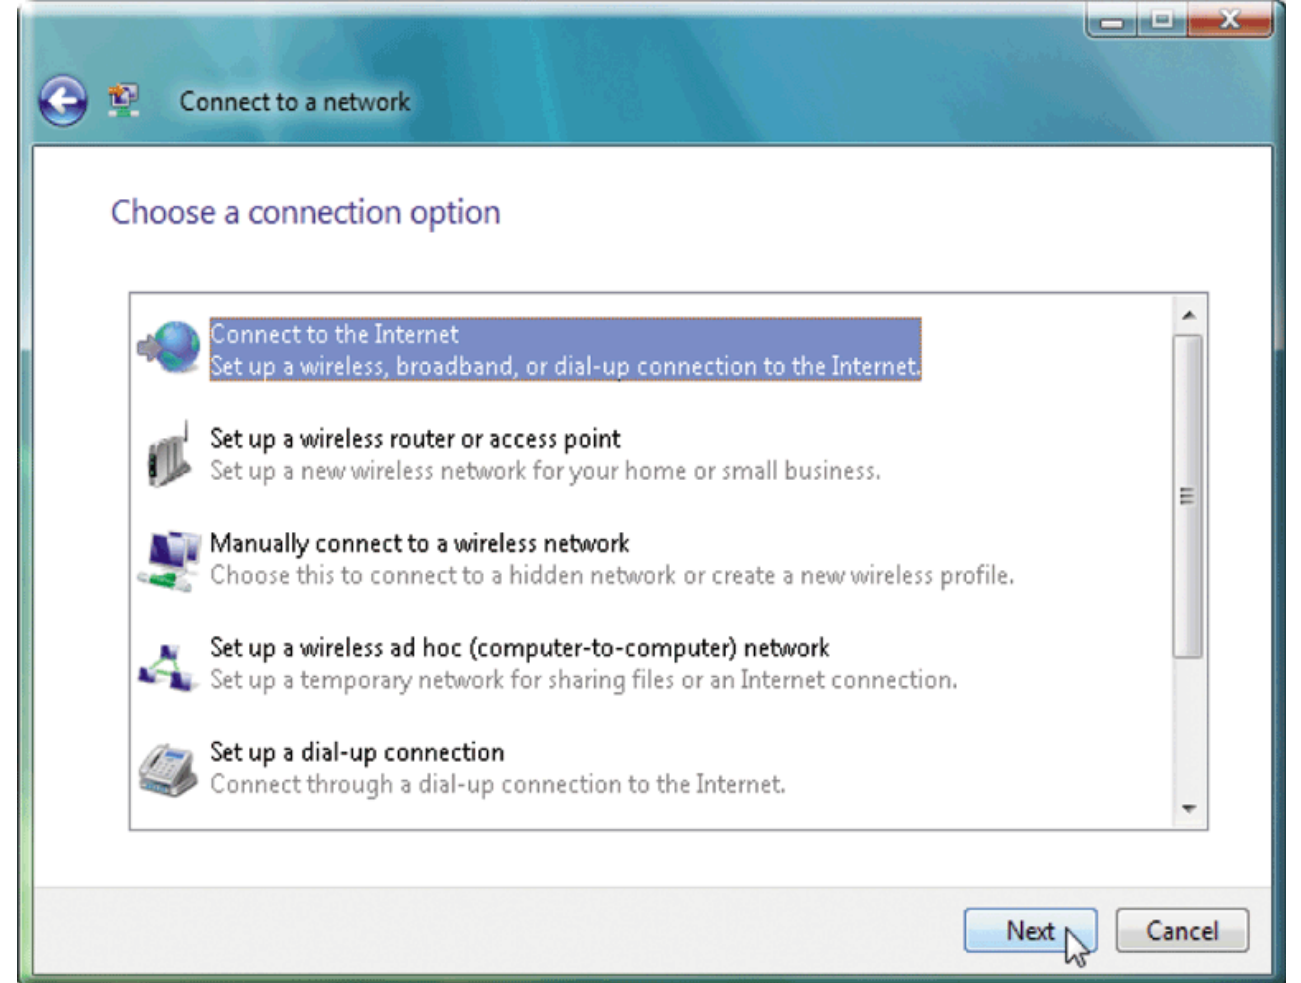 Connect to a network
Choose a connection option
Connect to the Internet
Set up a wireless, broadband, or dial-up connection to the Internet.
Set up a wireless router or access point
Set up a new wireless network for your home or small business.
Manually connect to a wireless network
Choose this to connect to a hidden network or create a new wireless profile.
Set up a wireless ad hoc (computer-to-computer) network
Set up a temporary network for sharing files or an Internet connection.
Set up a dial-up connection
Connect through a dial-up connection to the Internet.
Next
Cancel